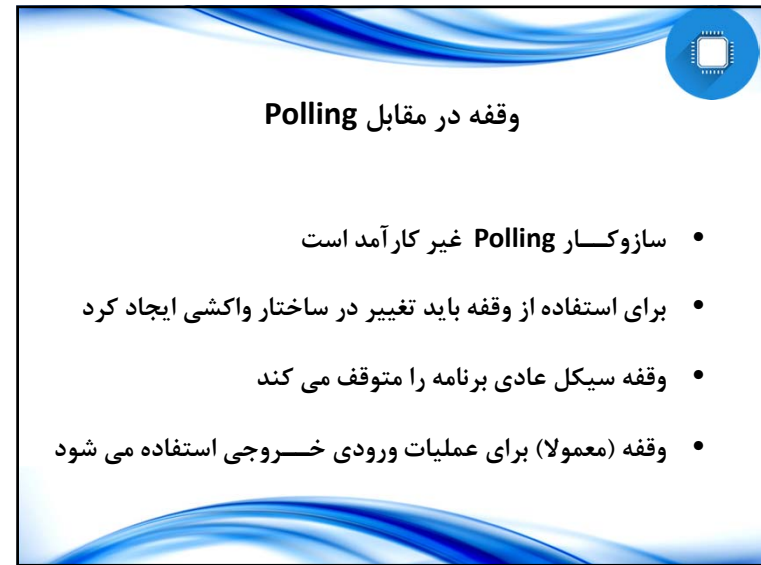 وقفه در مقابل Polling
• سازوکـــار Polling غیر کارآمد است
• برای استفاده از وقفه باید تغییر در ساختار واکشی ایجاد کرد
• وقفه سیکل عادی برنامه را متوقف می کند
• وقفه (معمولا) برای عملیات ورودی خـــروجی استفاده می شود